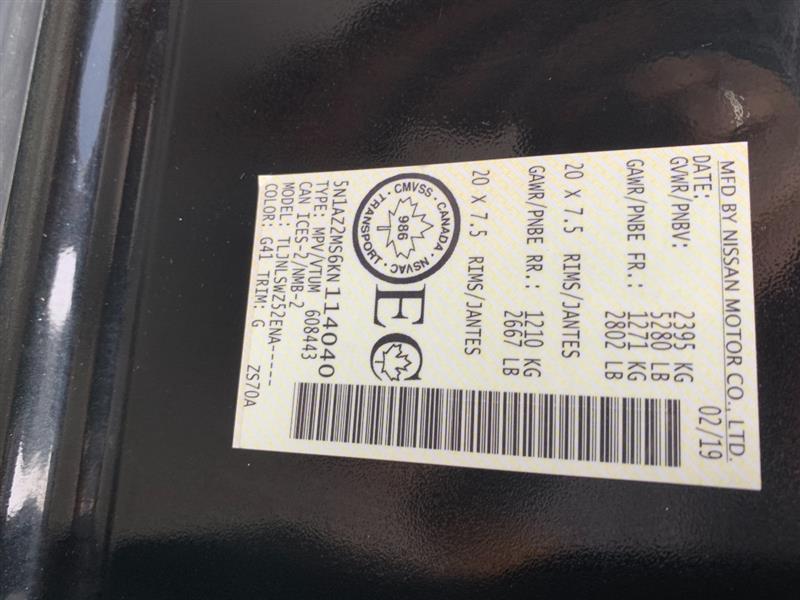 MFD BY NISSAN MOTOR CO., LTD.
DATE: 02/19
GVWR/PNBV: 2395 KG
5280 LB
GAWR/PNBE FR.: 1271 KG
2802 LB
20 X 7.5 RIMS/JANTES
GAWR/PNBE RR.: 1210 KG
2667 LB
20 X 7.5 RIMS/JANTES
CMVSS · CANADA · NSVAC · TRANSPORT ·
986
T
EC
5N1AZ2MS6KN114040
TYPE: MPV/VTUM 608443
CAN ICES-2/NMB-2
MODEL: TLJNLSWZ52ENA-----
COLOR: G41 TRIM: G ZS70A